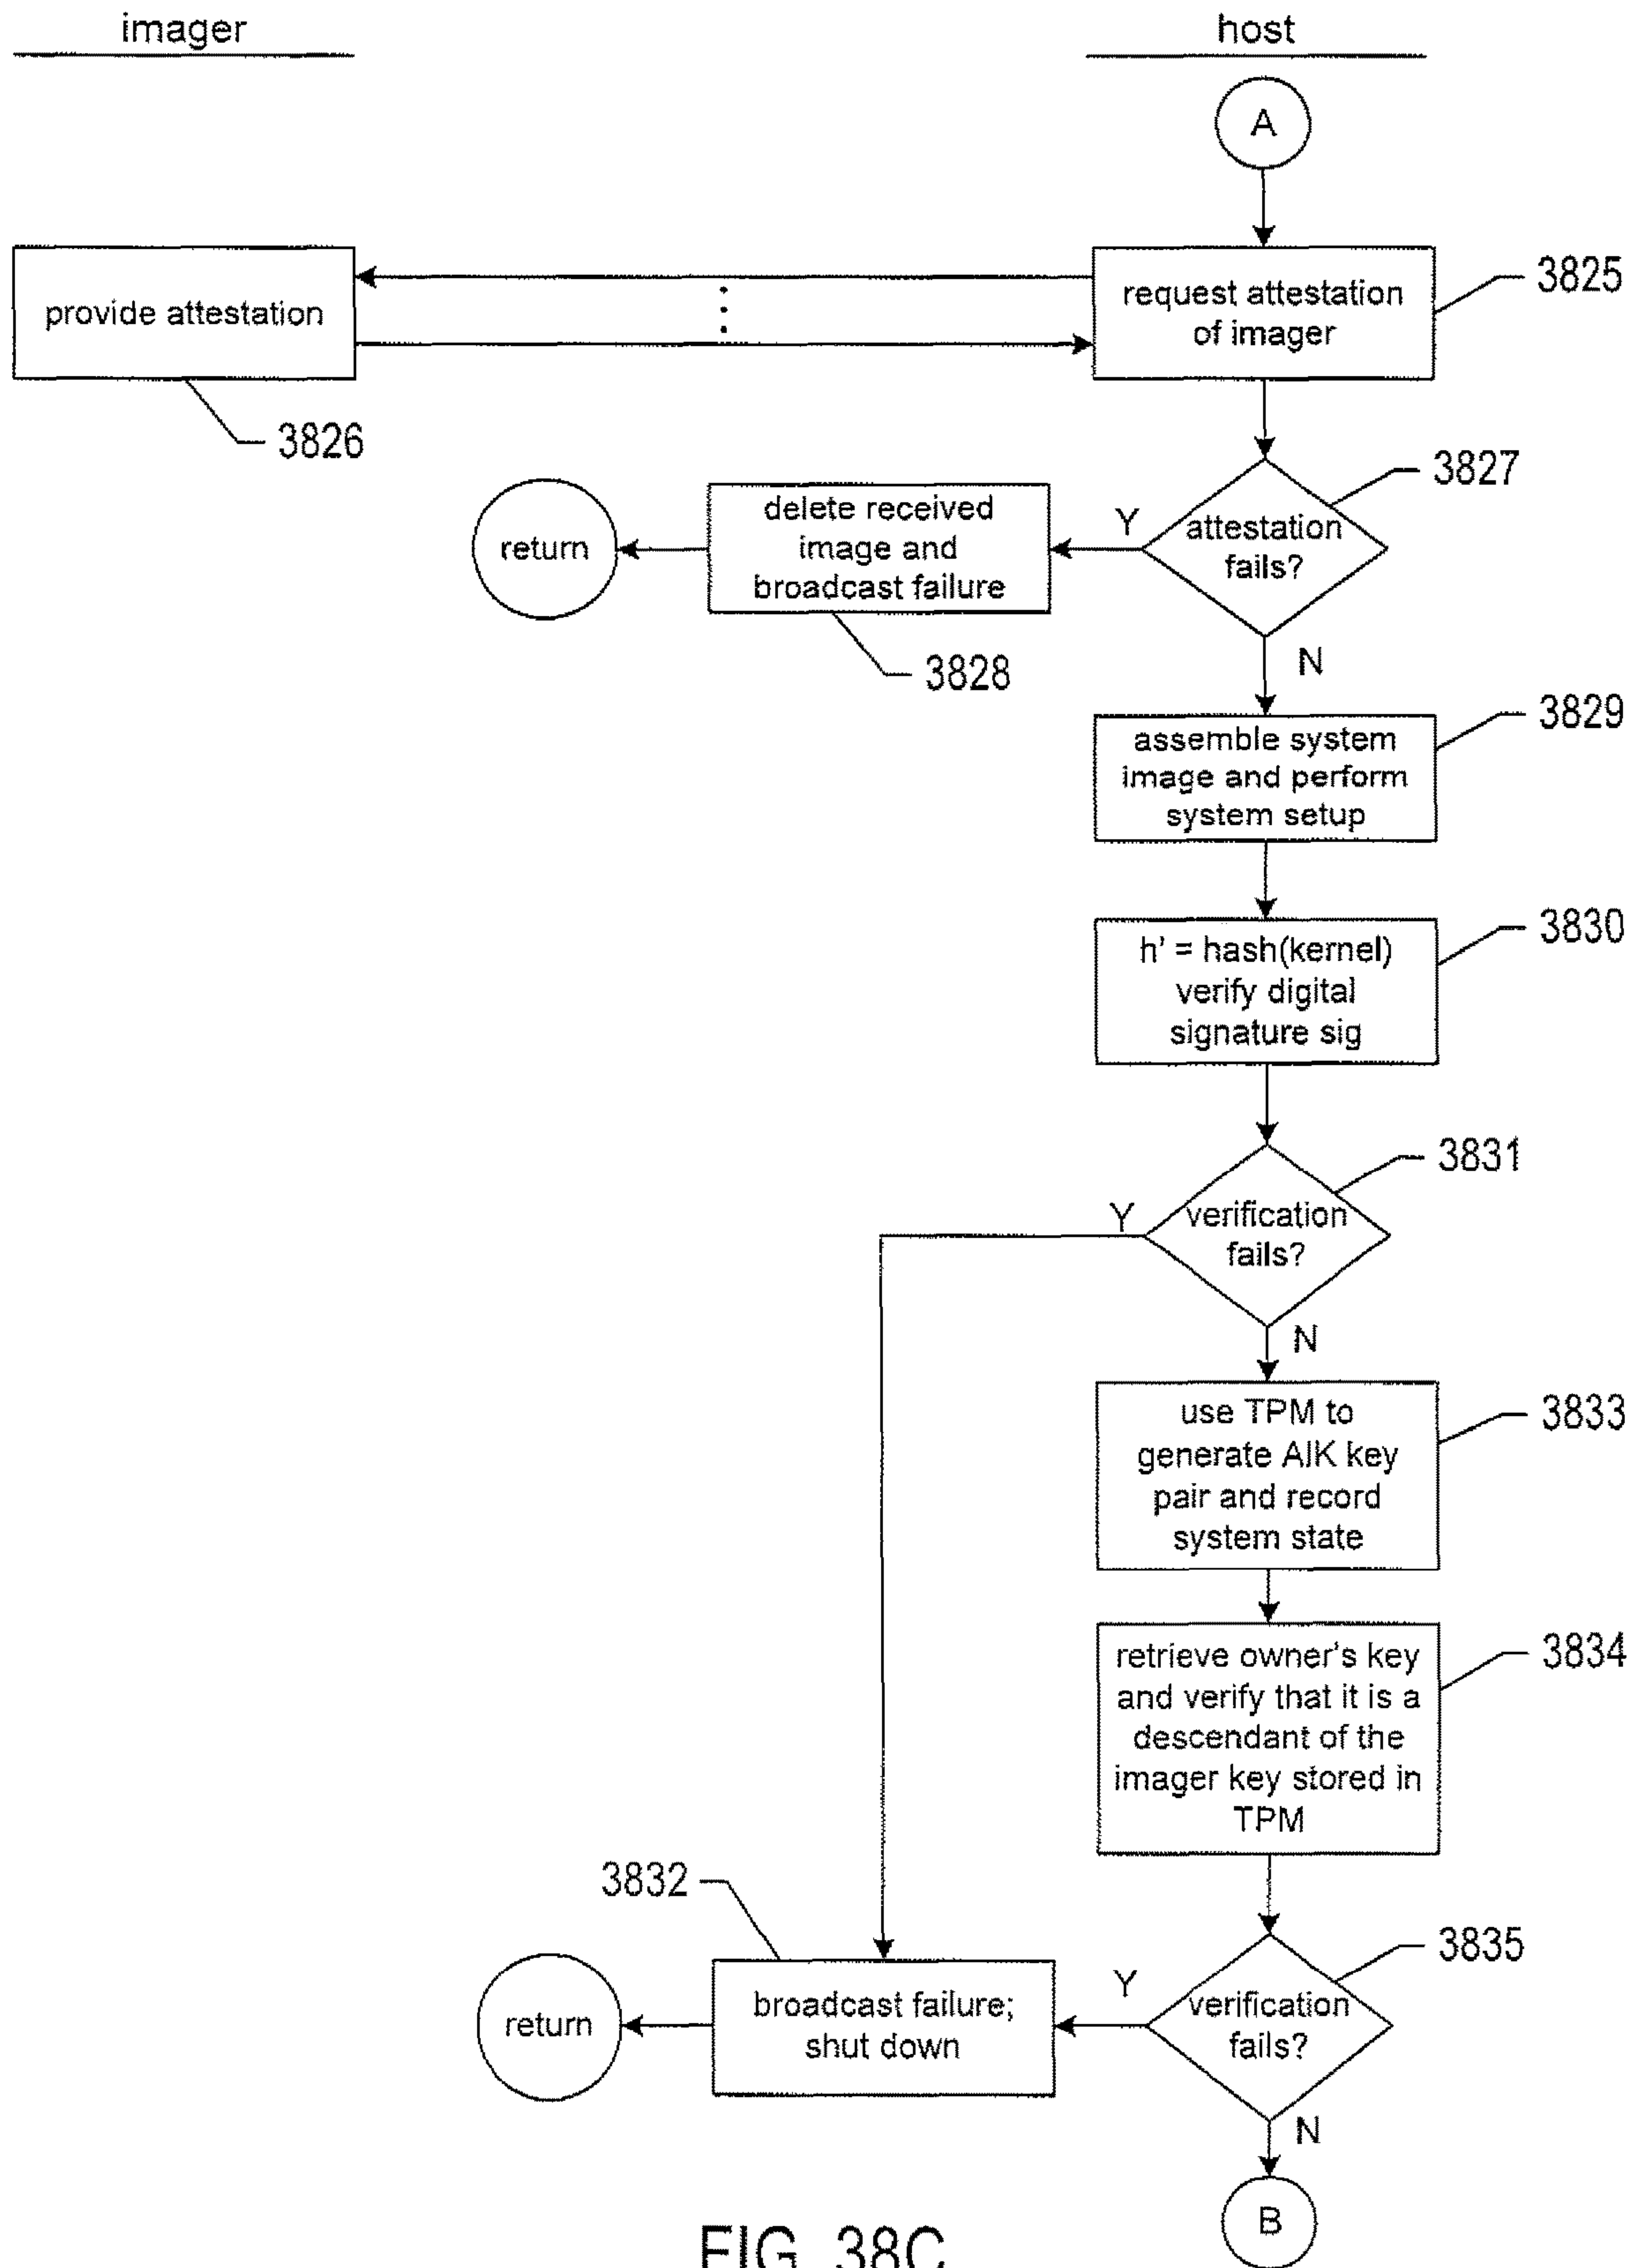 imager
host
A
provide attestation
request attestation
of imager
3825
3826
3827
attestation
fails?
Y
delete received
image and
broadcast failure
return
3828
N
3829
assemble system
image and perform
system setup
3830
h' = hash(kernel)
verify digital
signature sig
3831
verification
fails?
Y
N
3833
use TPM to
generate AIK key
pair and record
system state
3834
retrieve owner's key
and verify that it is a
descendant of the
imager key stored in
TPM
3832
3835
verification
fails?
Y
broadcast failure;
shut down
return
N
B
FIG. 38C